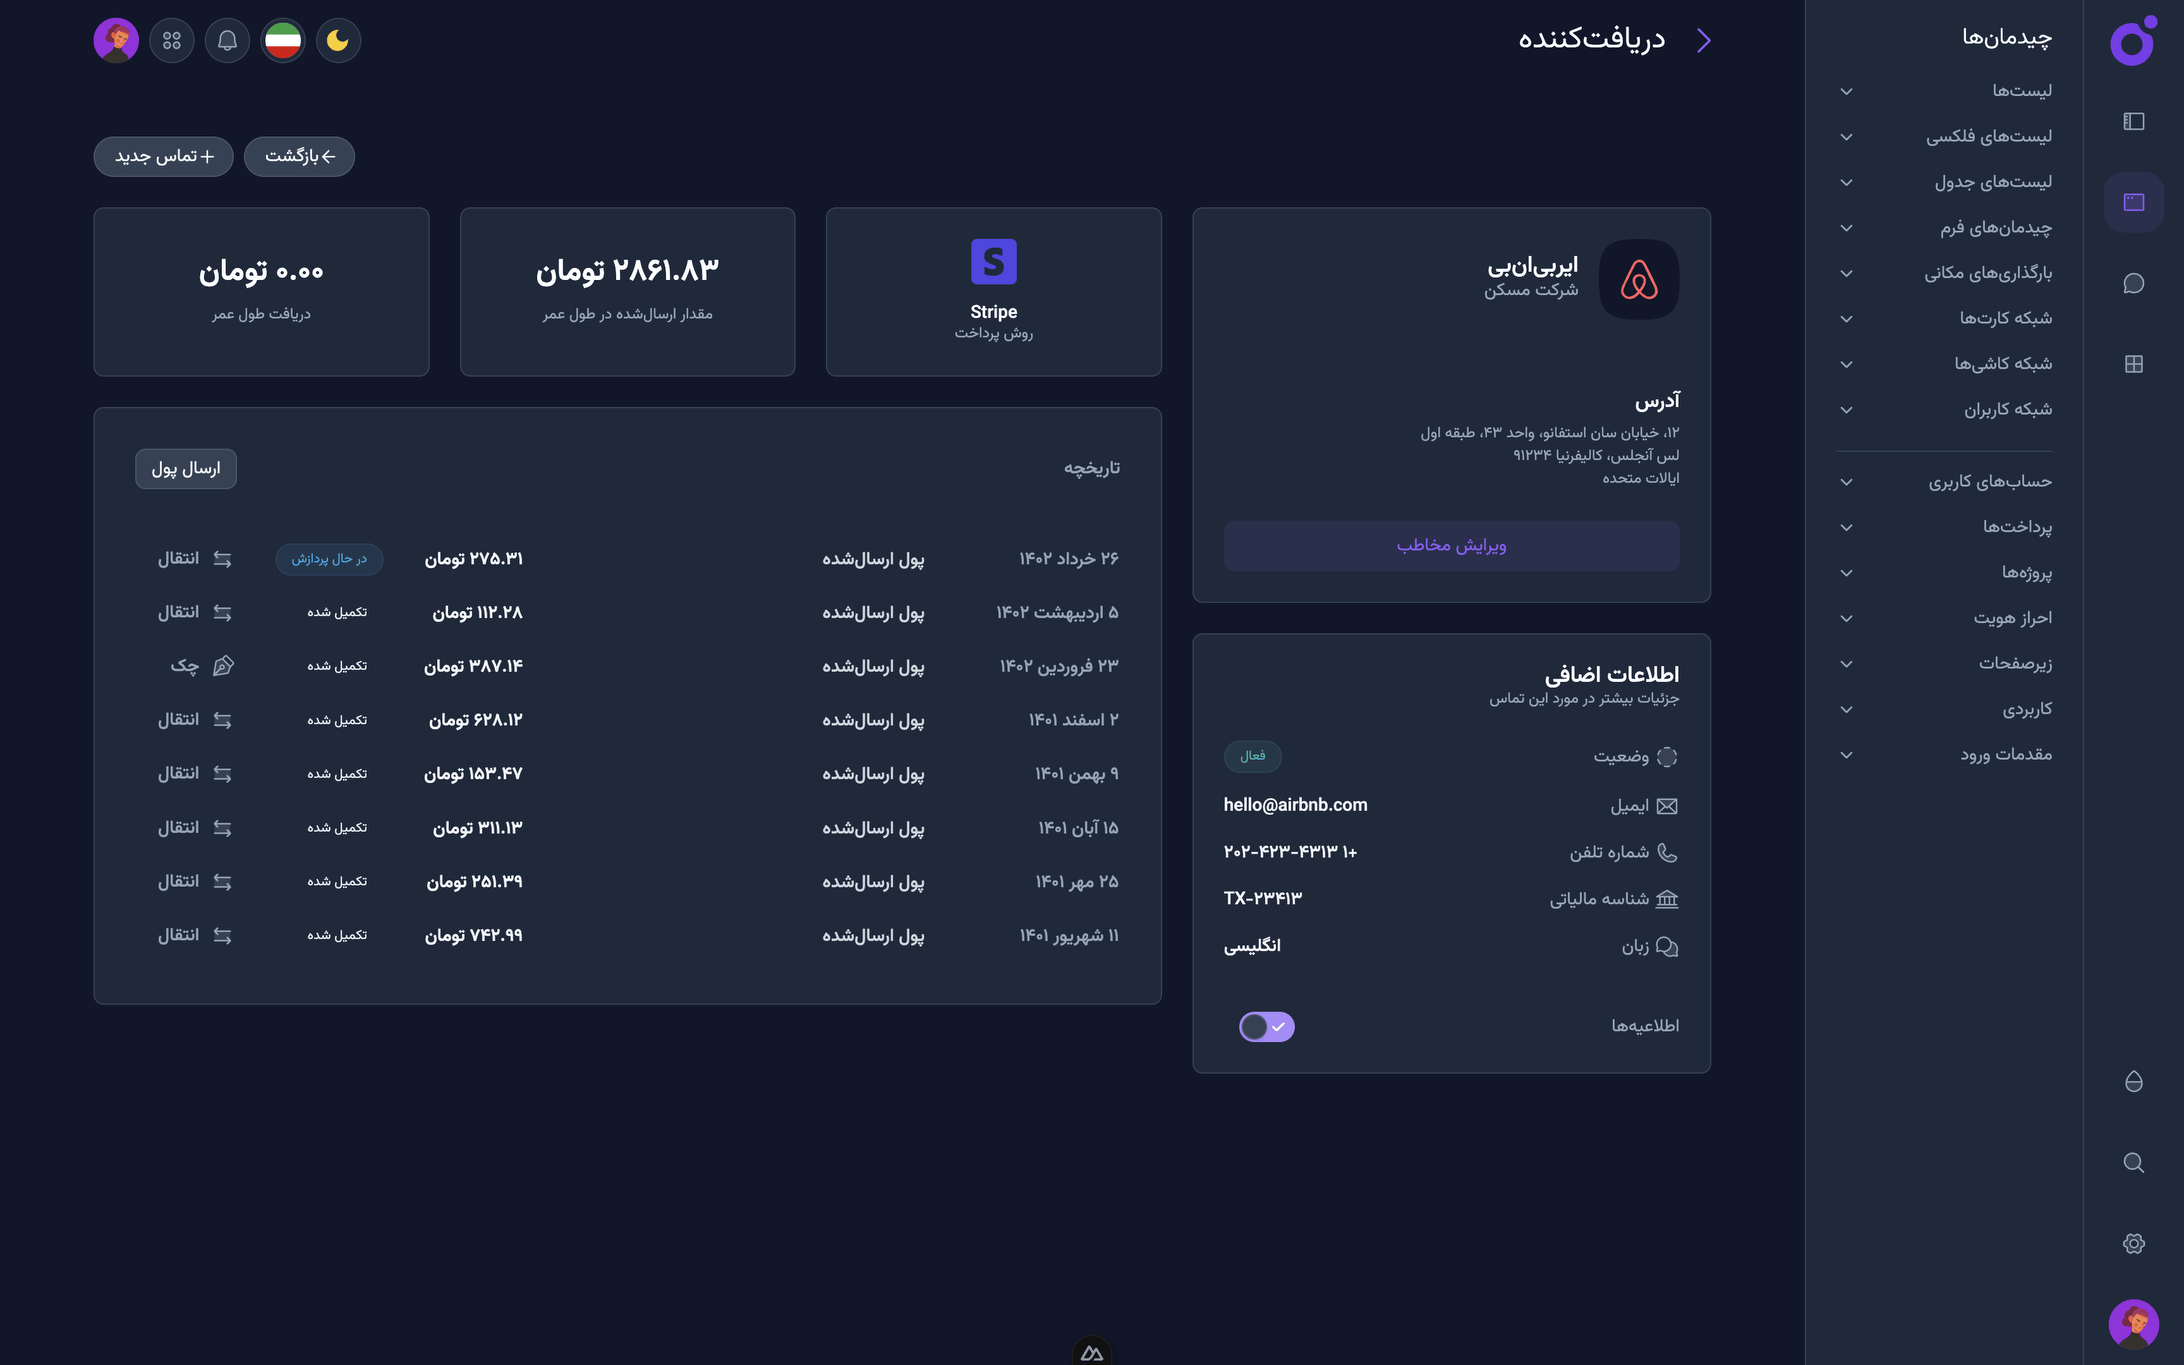 چیدمان‌ها
لیست‌ها
لیست‌های فلکسی
لیست‌های جدول
چیدمان‌های فرم
بارگذاری‌های مکانی
شبکه کارت‌ها
شبکه کاشی‌ها
شبکه کاربران
حساب‌های کاربری
پرداخت‌ها
پروژه‌ها
احراز هویت
زیرصفحات
کاربردی
مقدمات ورود
دریافت‌کننده
بازگشت
تماس جدید
ایربی‌ان‌بی
شرکت مسکن
آدرس
۱۲، خیابان سان استفانو، واحد ۴۳، طبقه اول
لس آنجلس، کالیفرنیا ۹۱۲۳۴
ایالات متحده
ویرایش مخاطب
اطلاعات اضافی
جزئیات بیشتر در مورد این تماس
وضعیت فعال
ایمیل hello@airbnb.com
شماره تلفن ۲۰۲-۴۲۳-۴۳۱۳ ۱+
شناسه مالیاتی TX-۲۳۴۱۳
زبان انگلیسی
اطلاعیه‌ها
S
Stripe
روش پرداخت
۲۸۶۱.۸۳ تومان
مقدار ارسال‌شده در طول عمر
۰.۰۰ تومان
دریافت طول عمر
تاریخچه
ارسال پول
۲۶ خرداد ۱۴۰۲ پول ارسال‌شده ۲۷۵.۳۱ تومان در حال پردازش انتقال
۵ اردیبهشت ۱۴۰۲ پول ارسال‌شده ۱۱۲.۲۸ تومان تکمیل شده انتقال
۲۳ فروردین ۱۴۰۲ پول ارسال‌شده ۳۸۷.۱۴ تومان تکمیل شده چک
۲ اسفند ۱۴۰۱ پول ارسال‌شده ۶۲۸.۱۲ تومان تکمیل شده انتقال
۹ بهمن ۱۴۰۱ پول ارسال‌شده ۱۵۳.۴۷ تومان تکمیل شده انتقال
۱۵ آبان ۱۴۰۱ پول ارسال‌شده ۳۱۱.۱۳ تومان تکمیل شده انتقال
۲۵ مهر ۱۴۰۱ پول ارسال‌شده ۲۵۱.۳۹ تومان تکمیل شده انتقال
۱۱ شهریور ۱۴۰۱ پول ارسال‌شده ۷۴۲.۹۹ تومان تکمیل شده انتقال